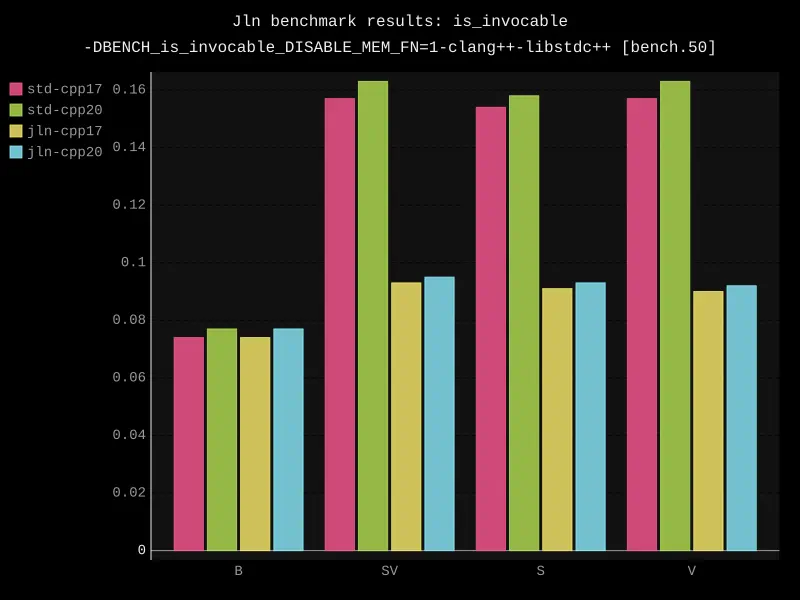 Jln benchmark results: is_invocable
-DBENCH_is_invocable_DISABLE_MEM_FN=1-clang++-libstdc++ [bench.50]
std-cpp17
std-cpp20
jln-cpp17
jln-cpp20
0.16
0.14
0.12
0.1
0.08
0.06
0.04
0.02
0
B SV S V